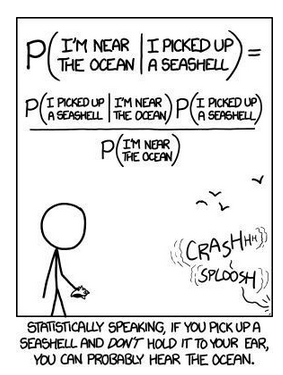 P(I'M NEAR THE OCEAN | I PICKED UP A SEASHELL) =
P(I PICKED UP A SEASHELL | I'M NEAR THE OCEAN) P(I PICKED UP A SEASHELL)
P(I'M NEAR THE OCEAN)
CRASHHH
SPLOOSH
STATISTICALLY SPEAKING, IF YOU PICK UP A
SEASHELL AND DON'T HOLD IT TO YOUR EAR,
YOU CAN PROBABLY HEAR THE OCEAN.